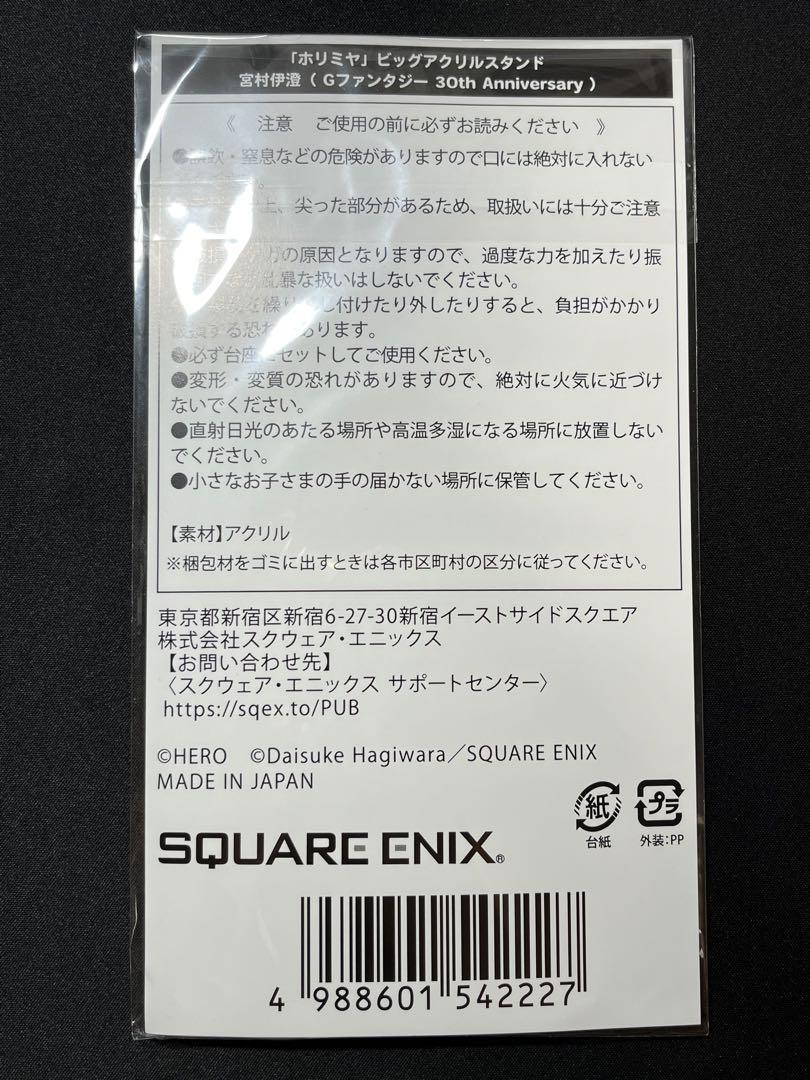 「ホリミヤ」ビッグアクリルスタンド
宮村伊澄（Gファンタジー 30th Anniversary）
《　注意　ご使用の前に必ずお読みください　》
飲・窒息などの危険がありますので口には絶対に入れない
上、尖った部分があるため、取扱いには十分ご注意
の原因となりますので、過度な力を加えたり振
暴な扱いはしないでください。
し付けたり外したりすると、負担がかかり
破損する恐れがあります。
●必ず台座にセットしてご使用ください。
●変形・変質の恐れがありますので、絶対に火気に近づけ
ないでください。
●直射日光のあたる場所や高温多湿になる場所に放置しない
でください。
●小さなお子さまの手の届かない場所に保管してください。
【素材】アクリル
※梱包材をゴミに出すときは各市区町村の区分に従ってください。
東京都新宿区新宿6-27-30新宿イーストサイドスクエア
株式会社スクウェア・エニックス
【お問い合わせ先】
〈スクウェア・エニックス サポートセンター〉
https://sqex.to/PUB
©HERO　©Daisuke Hagiwara／SQUARE ENIX
MADE IN JAPAN
紙 プラ
台紙 外装：PP
SQUARE ENIX®
4 988601 542227